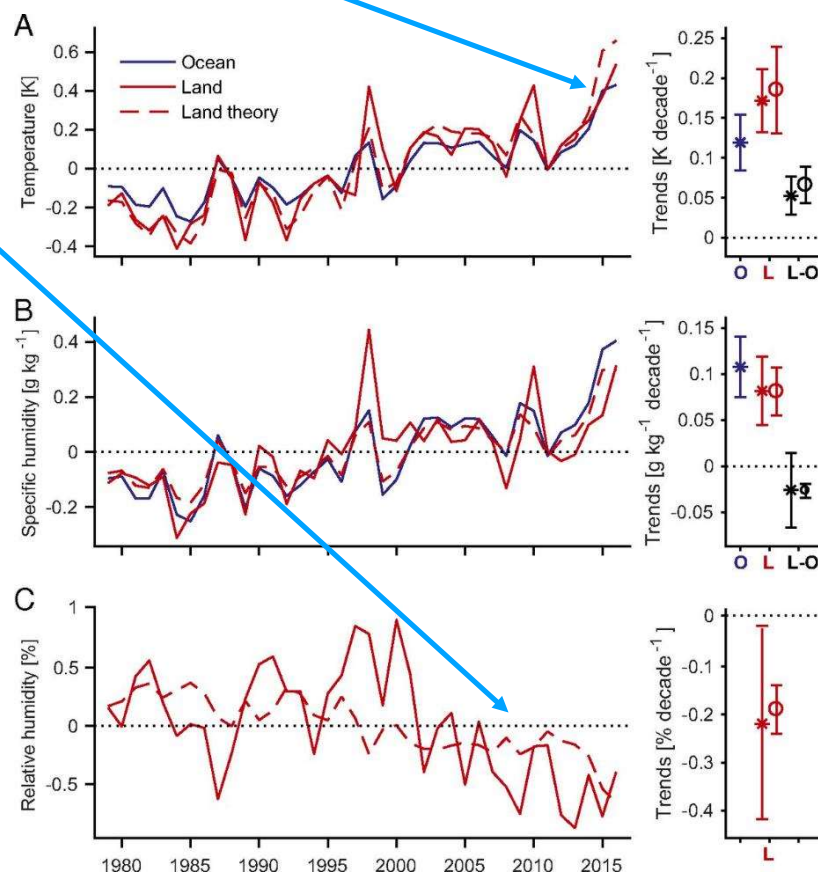 A
Temperature [K]
0.6
0.4
0.2
0
-0.2
-0.4
Ocean
Land
Land theory
Trends [K decade⁻¹]
0.25
0.2
0.15
0.1
0.05
0
O L L-O
B
Specific humidity [g kg⁻¹]
0.4
0.2
0
-0.2
Trends [g kg⁻¹ decade⁻¹]
0.15
0.1
0.05
0
-0.05
O L L-O
C
Relative humidity [%]
1
0.5
0
-0.5
1980 1985 1990 1995 2000 2005 2010 2015
Trends [% decade⁻¹]
0
-0.1
-0.2
-0.3
-0.4
L